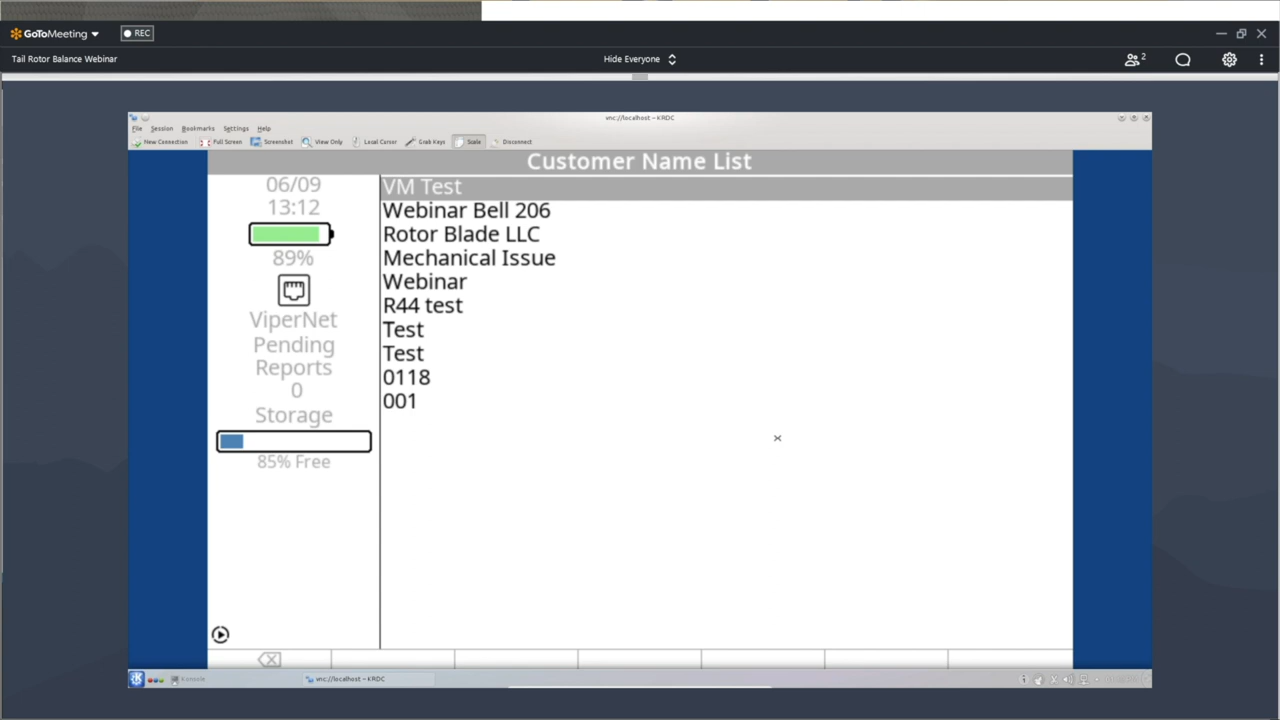 GoToMeeting
REC
Tail Rotor Balance Webinar
Hide Everyone
2
vnc://localhost - KRDC
File Session Bookmarks Settings Help
New Connection Full Screen Screenshot View Only Local Cursor Grab Keys Scale Disconnect
Customer Name List
06/09
13:12
89%
ViperNet
Pending
Reports
0
Storage
85% Free
VM Test
Webinar Bell 206
Rotor Blade LLC
Mechanical Issue
Webinar
R44 test
Test
Test
0118
001
Konsole
vnc://localhost - KRDC